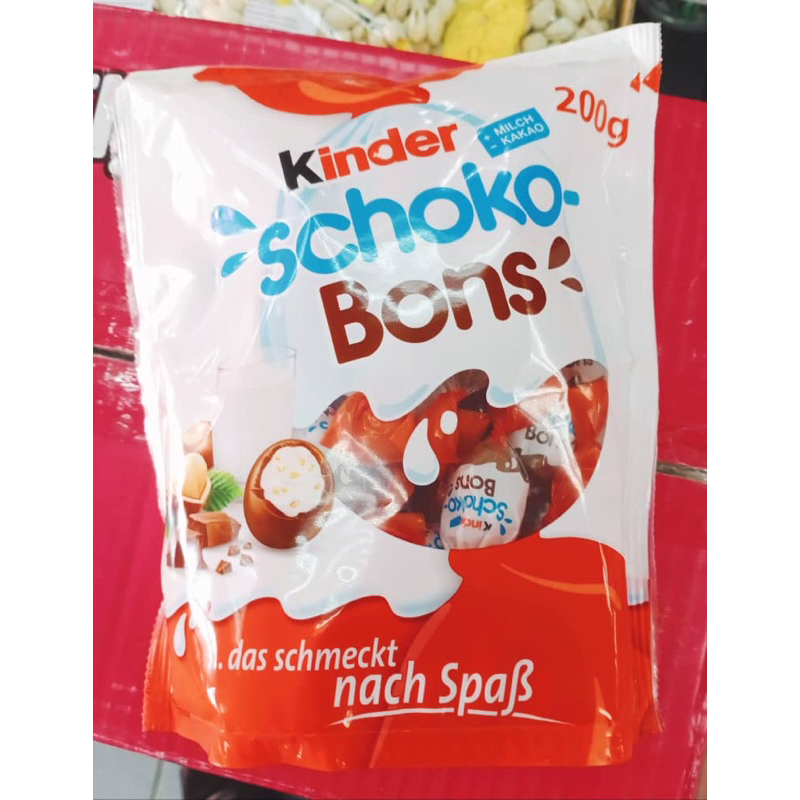 200g
+ MILCH
- KAKAO
Kinder
schoko-
Bons
Bons
Schoko-
Kinder
.. das schmeckt
nach Spaß